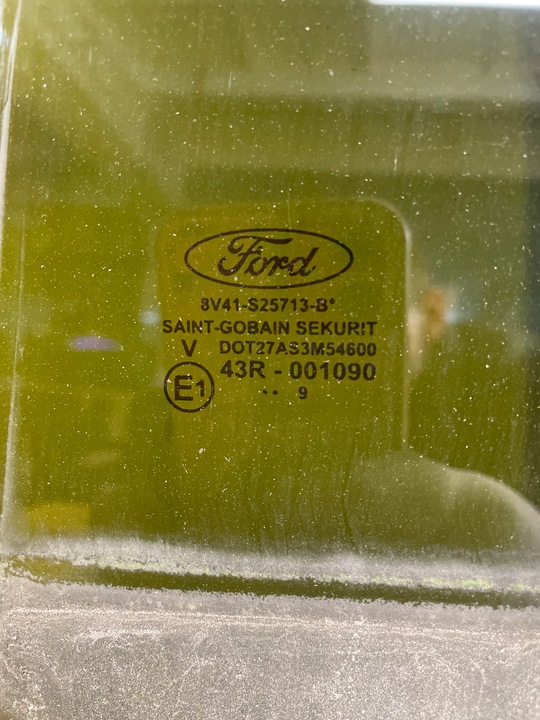 Ford
8V41-S25713-B*
SAINT-GOBAIN SEKURIT
V DOT27AS3M54600
E1 43R - 001090
.. 9